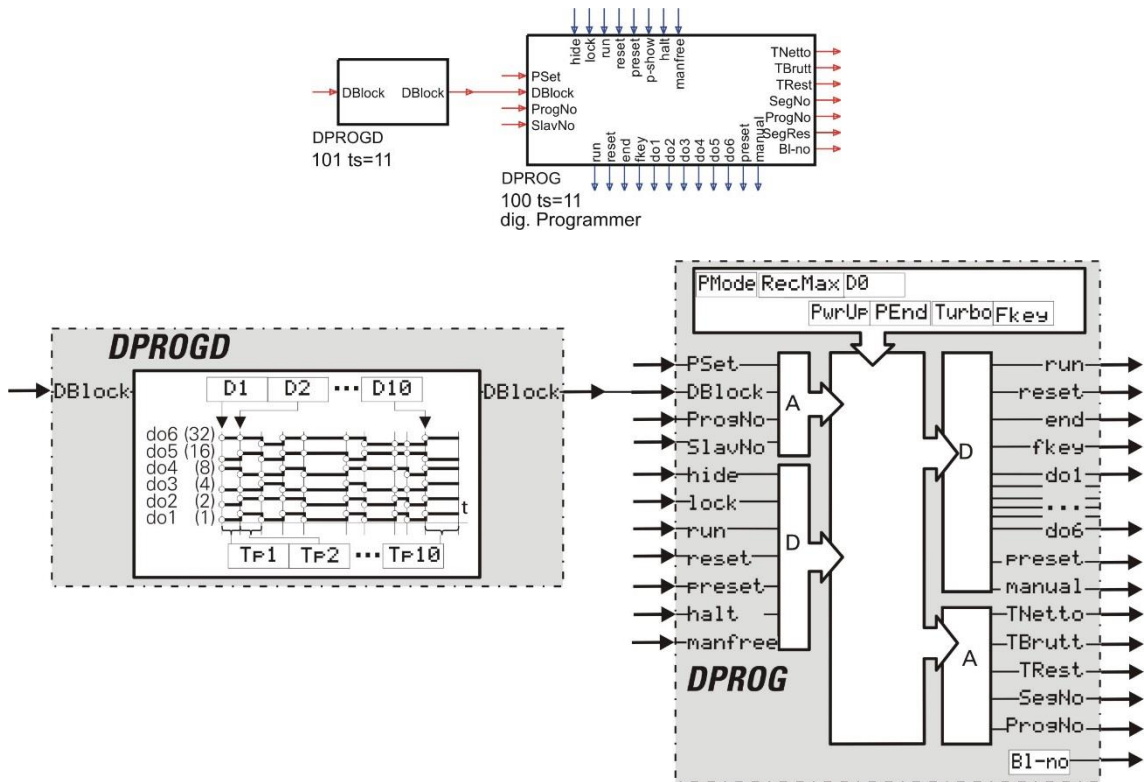 hide
lock
run
reset
preset
p-show
halt
manfree
DBlock DBlock
DPROGD
101 ts=11
PSet
DBlock
ProgNo
SlavNo
TNetto
TBrutt
TRest
SegNo
ProgNo
SegRes
Bl-no
run
reset
end
fkey
do1
do2
do3
do4
do5
do6
preset
manual
DPROG
100 ts=11
dig. Programmer
DPROGD
DBlock
D1 D2 ••• D10
do6 (32)
do5 (16)
do4 (8)
do3 (4)
do2 (2)
do1 (1)
t
Tp1 Tp2 ••• Tp10
DBlock
PMode RecMax D0
PwrUp PEnd Turbo Fkey
PSet
DBlock
ProgNo
SlavNo
A
hide
lock
run
reset
preset
halt
manfree
D
DPROG
D
run
reset
end
fkey
do1
...
do6
preset
manual
A
TNetto
TBrutt
TRest
SegNo
ProgNo
Bl-no